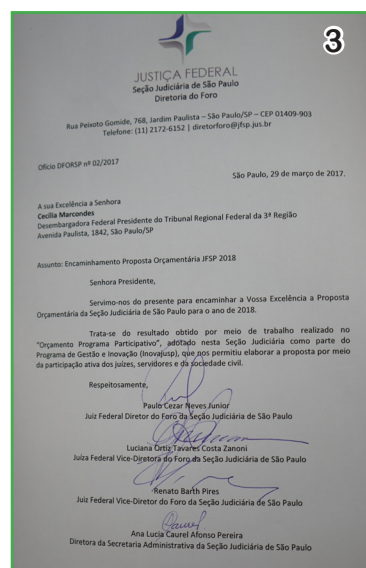 3
JUSTIÇA FEDERAL
Seção Judiciária de São Paulo
Diretoria do Foro
Rua Peixoto Gomide, 768, Jardim Paulista – São Paulo/SP – CEP 01409-903
Telefone: (11) 2172-6152 | diretorforo@jfsp.jus.br
Ofício DFORSP nº 02/2017
São Paulo, 29 de março de 2017.
A sua Excelência a Senhora
Cecília Marcondes
Desembargadora Federal Presidente do Tribunal Regional Federal da 3ª Região
Avenida Paulista, 1842, São Paulo/SP
Assunto: Encaminhamento Proposta Orçamentária JFSP 2018
Senhora Presidente,
Servimo-nos do presente para encaminhar a Vossa Excelência a Proposta
Orçamentária da Seção Judiciária de São Paulo para o ano de 2018.
Trata-se do resultado obtido por meio de trabalho realizado no
"Orçamento Programa Participativo", adotado nesta Seção Judiciária como parte do
Programa de Gestão e Inovação (Inovajusp), que nos permitiu elaborar a proposta por meio
da participação ativa dos juízes, servidores e da sociedade civil.
Respeitosamente,
Paulo Cezar Neves Junior
Juiz Federal Diretor do Foro da Seção Judiciária de São Paulo
Luciana Ortiz Tavares Costa Zanoni
Juíza Federal Vice-Diretora do Foro da Seção Judiciária de São Paulo
Renato Barth Pires
Juiz Federal Vice-Diretor do Foro da Seção Judiciária de São Paulo
Ana Lucia Caurel Afonso Pereira
Diretora da Secretaria Administrativa da Seção Judiciária de São Paulo